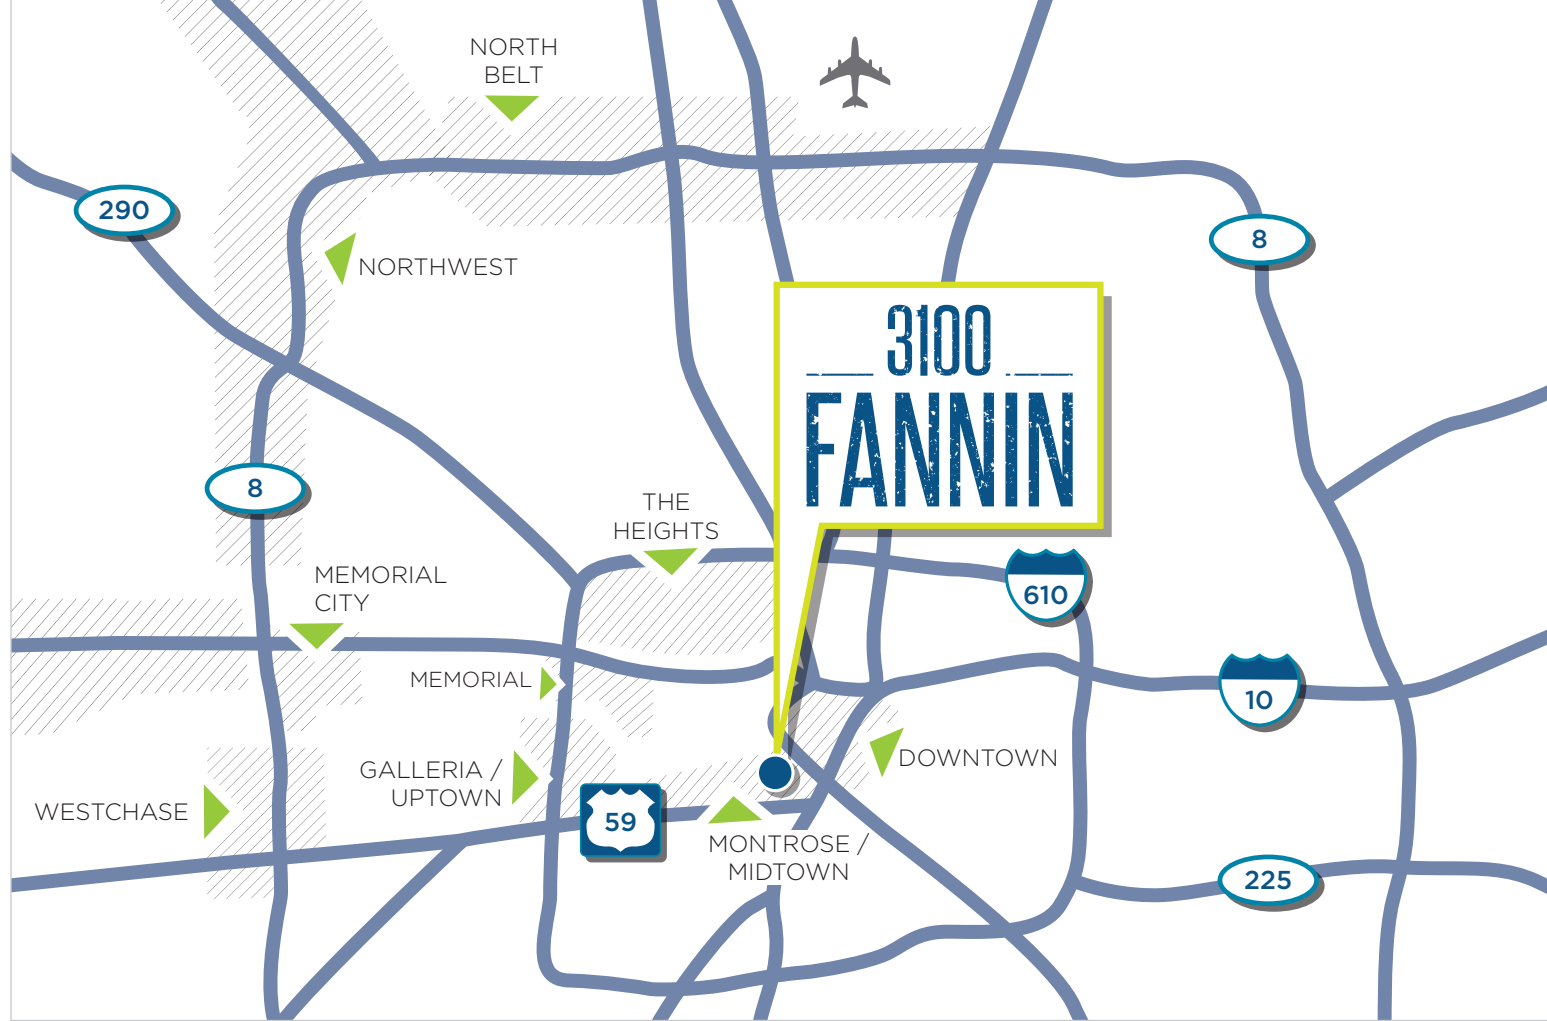 NORTH
BELT
290
8
NORTHWEST
3100
FANNIN
8
THE
HEIGHTS
MEMORIAL
CITY
610
MEMORIAL
10
DOWNTOWN
GALLERIA /
UPTOWN
WESTCHASE
59
MONTROSE /
MIDTOWN
225